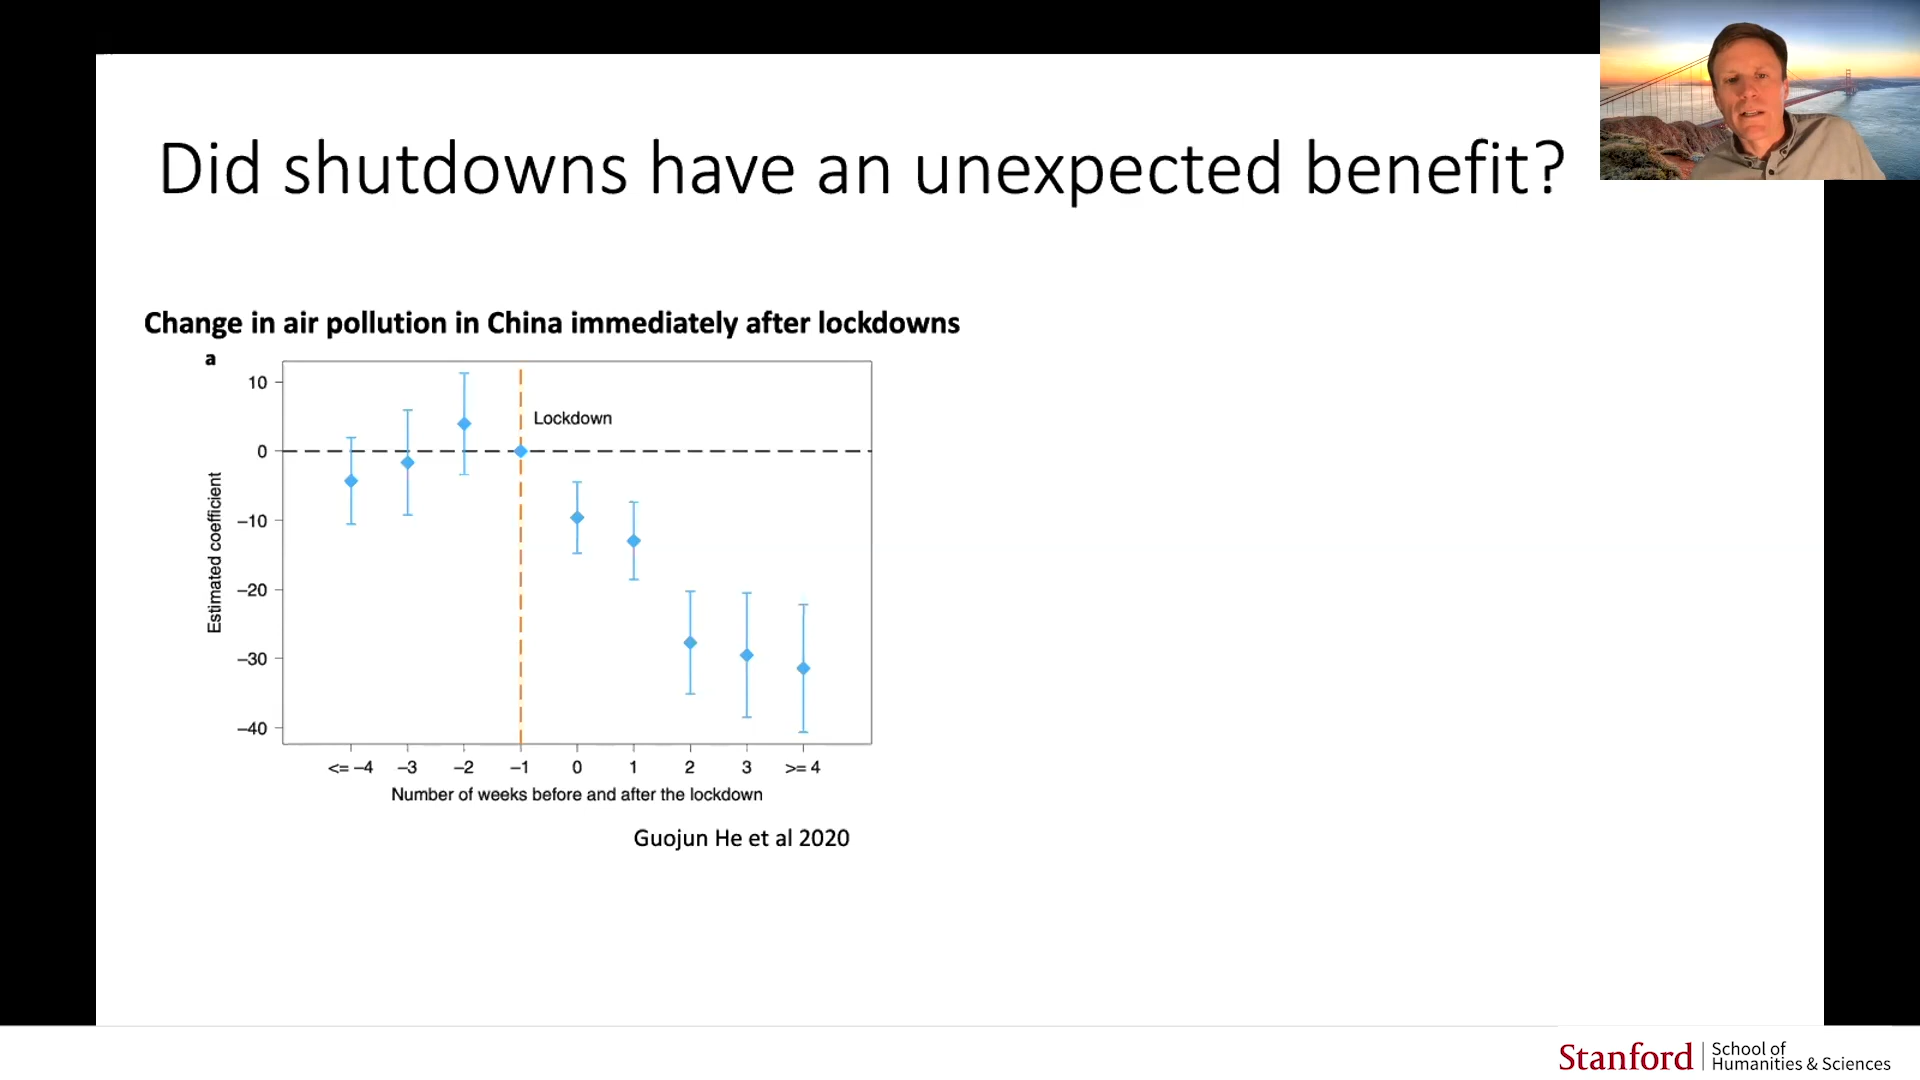 Did shutdowns have an unexpected benefit?
Change in air pollution in China immediately after lockdowns
a
10
0
–10
–20
–30
–40
Estimated coefficient
Lockdown
<= –4 –3 –2 –1 0 1 2 3 >= 4
Number of weeks before and after the lockdown
Guojun He et al 2020
Stanford
School of
Humanities & Sciences